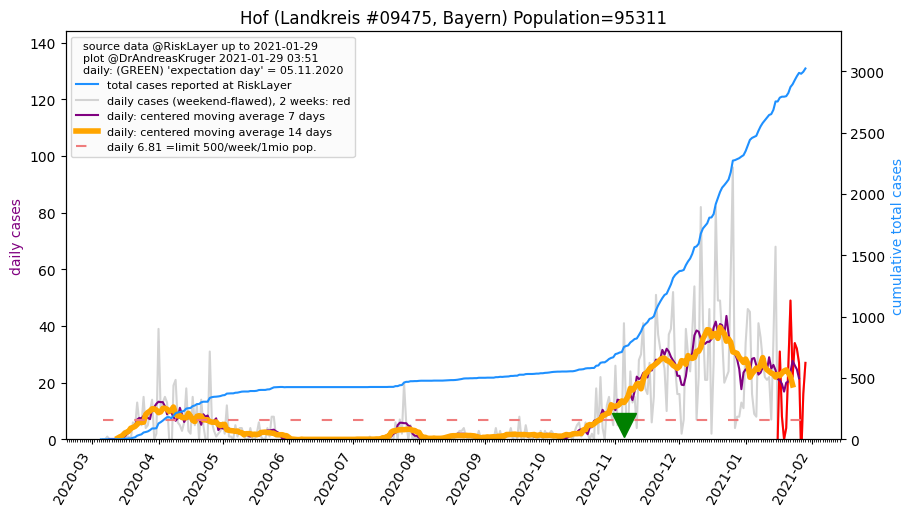 Hof (Landkreis #09475, Bayern) Population=95311
source data @RiskLayer up to 2021-01-29
plot @DrAndreasKruger 2021-01-29 03:51
daily: (GREEN) 'expectation day' = 05.11.2020
total cases reported at RiskLayer
daily cases (weekend-flawed), 2 weeks: red
daily: centered moving average 7 days
daily: centered moving average 14 days
daily 6.81 =limit 500/week/1mio pop.
daily cases
140
120
100
80
60
40
20
0
cumulative total cases
3000
2500
2000
1500
1000
500
0
2020-03
2020-04
2020-05
2020-06
2020-07
2020-08
2020-09
2020-10
2020-11
2020-12
2021-01
2021-02